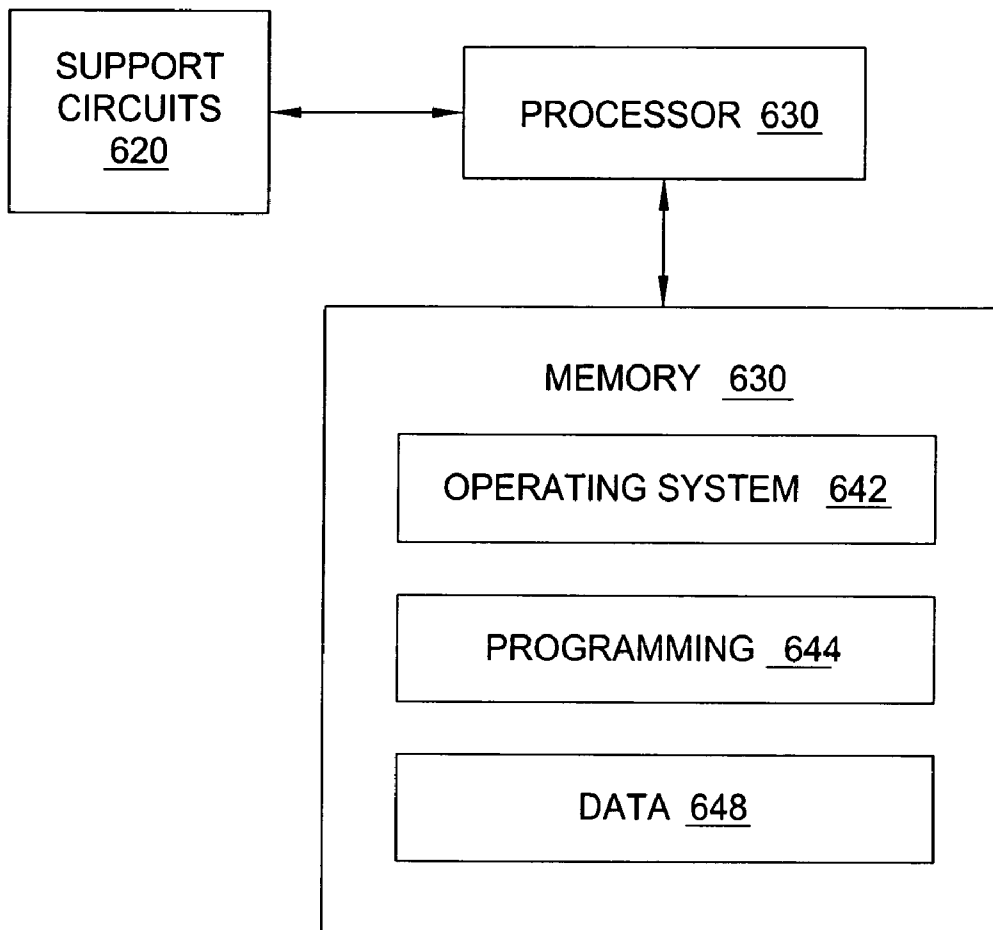 SUPPORT
CIRCUITS
620
PROCESSOR 630
MEMORY 630
OPERATING SYSTEM 642
PROGRAMMING 644
DATA 648